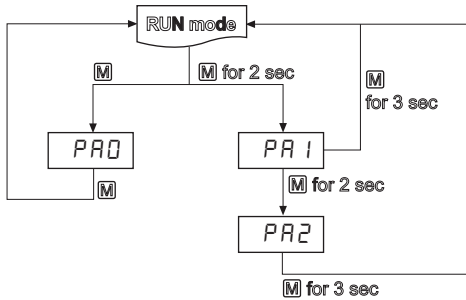 RUN mode
M
M for 2 sec
M
for 3 sec
PA0
PA1
M
M for 2 sec
PA2
M for 3 sec